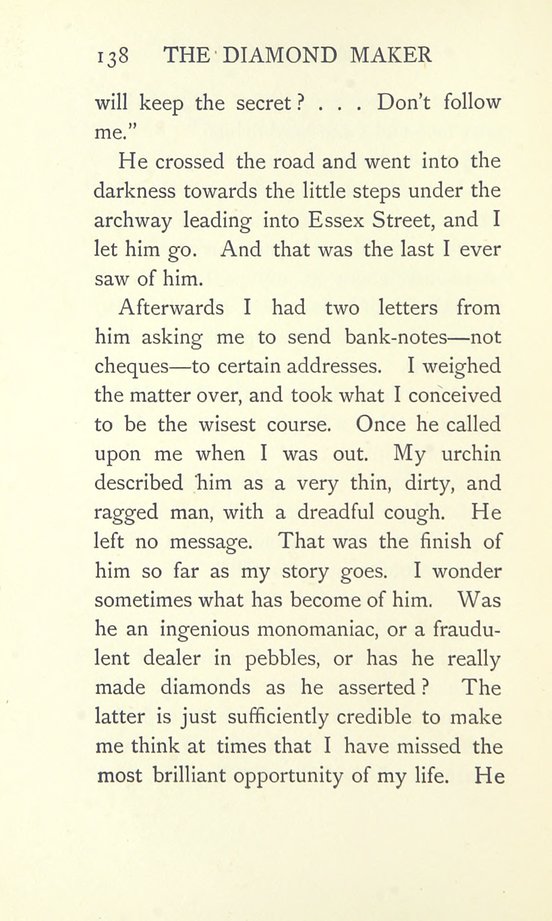 138 THE DIAMOND MAKER
will keep the secret? . . . Don't follow
me."
He crossed the road and went into the
darkness towards the little steps under the
archway leading into Essex Street, and I
let him go. And that was the last I ever
saw of him.
Afterwards I had two letters from
him asking me to send bank-notes—not
cheques—to certain addresses. I weighed
the matter over, and took what I conceived
to be the wisest course. Once he called
upon me when I was out. My urchin
described him as a very thin, dirty, and
ragged man, with a dreadful cough. He
left no message. That was the finish of
him so far as my story goes. I wonder
sometimes what has become of him. Was
he an ingenious monomaniac, or a fraudu-
lent dealer in pebbles, or has he really
made diamonds as he asserted? The
latter is just sufficiently credible to make
me think at times that I have missed the
most brilliant opportunity of my life. He